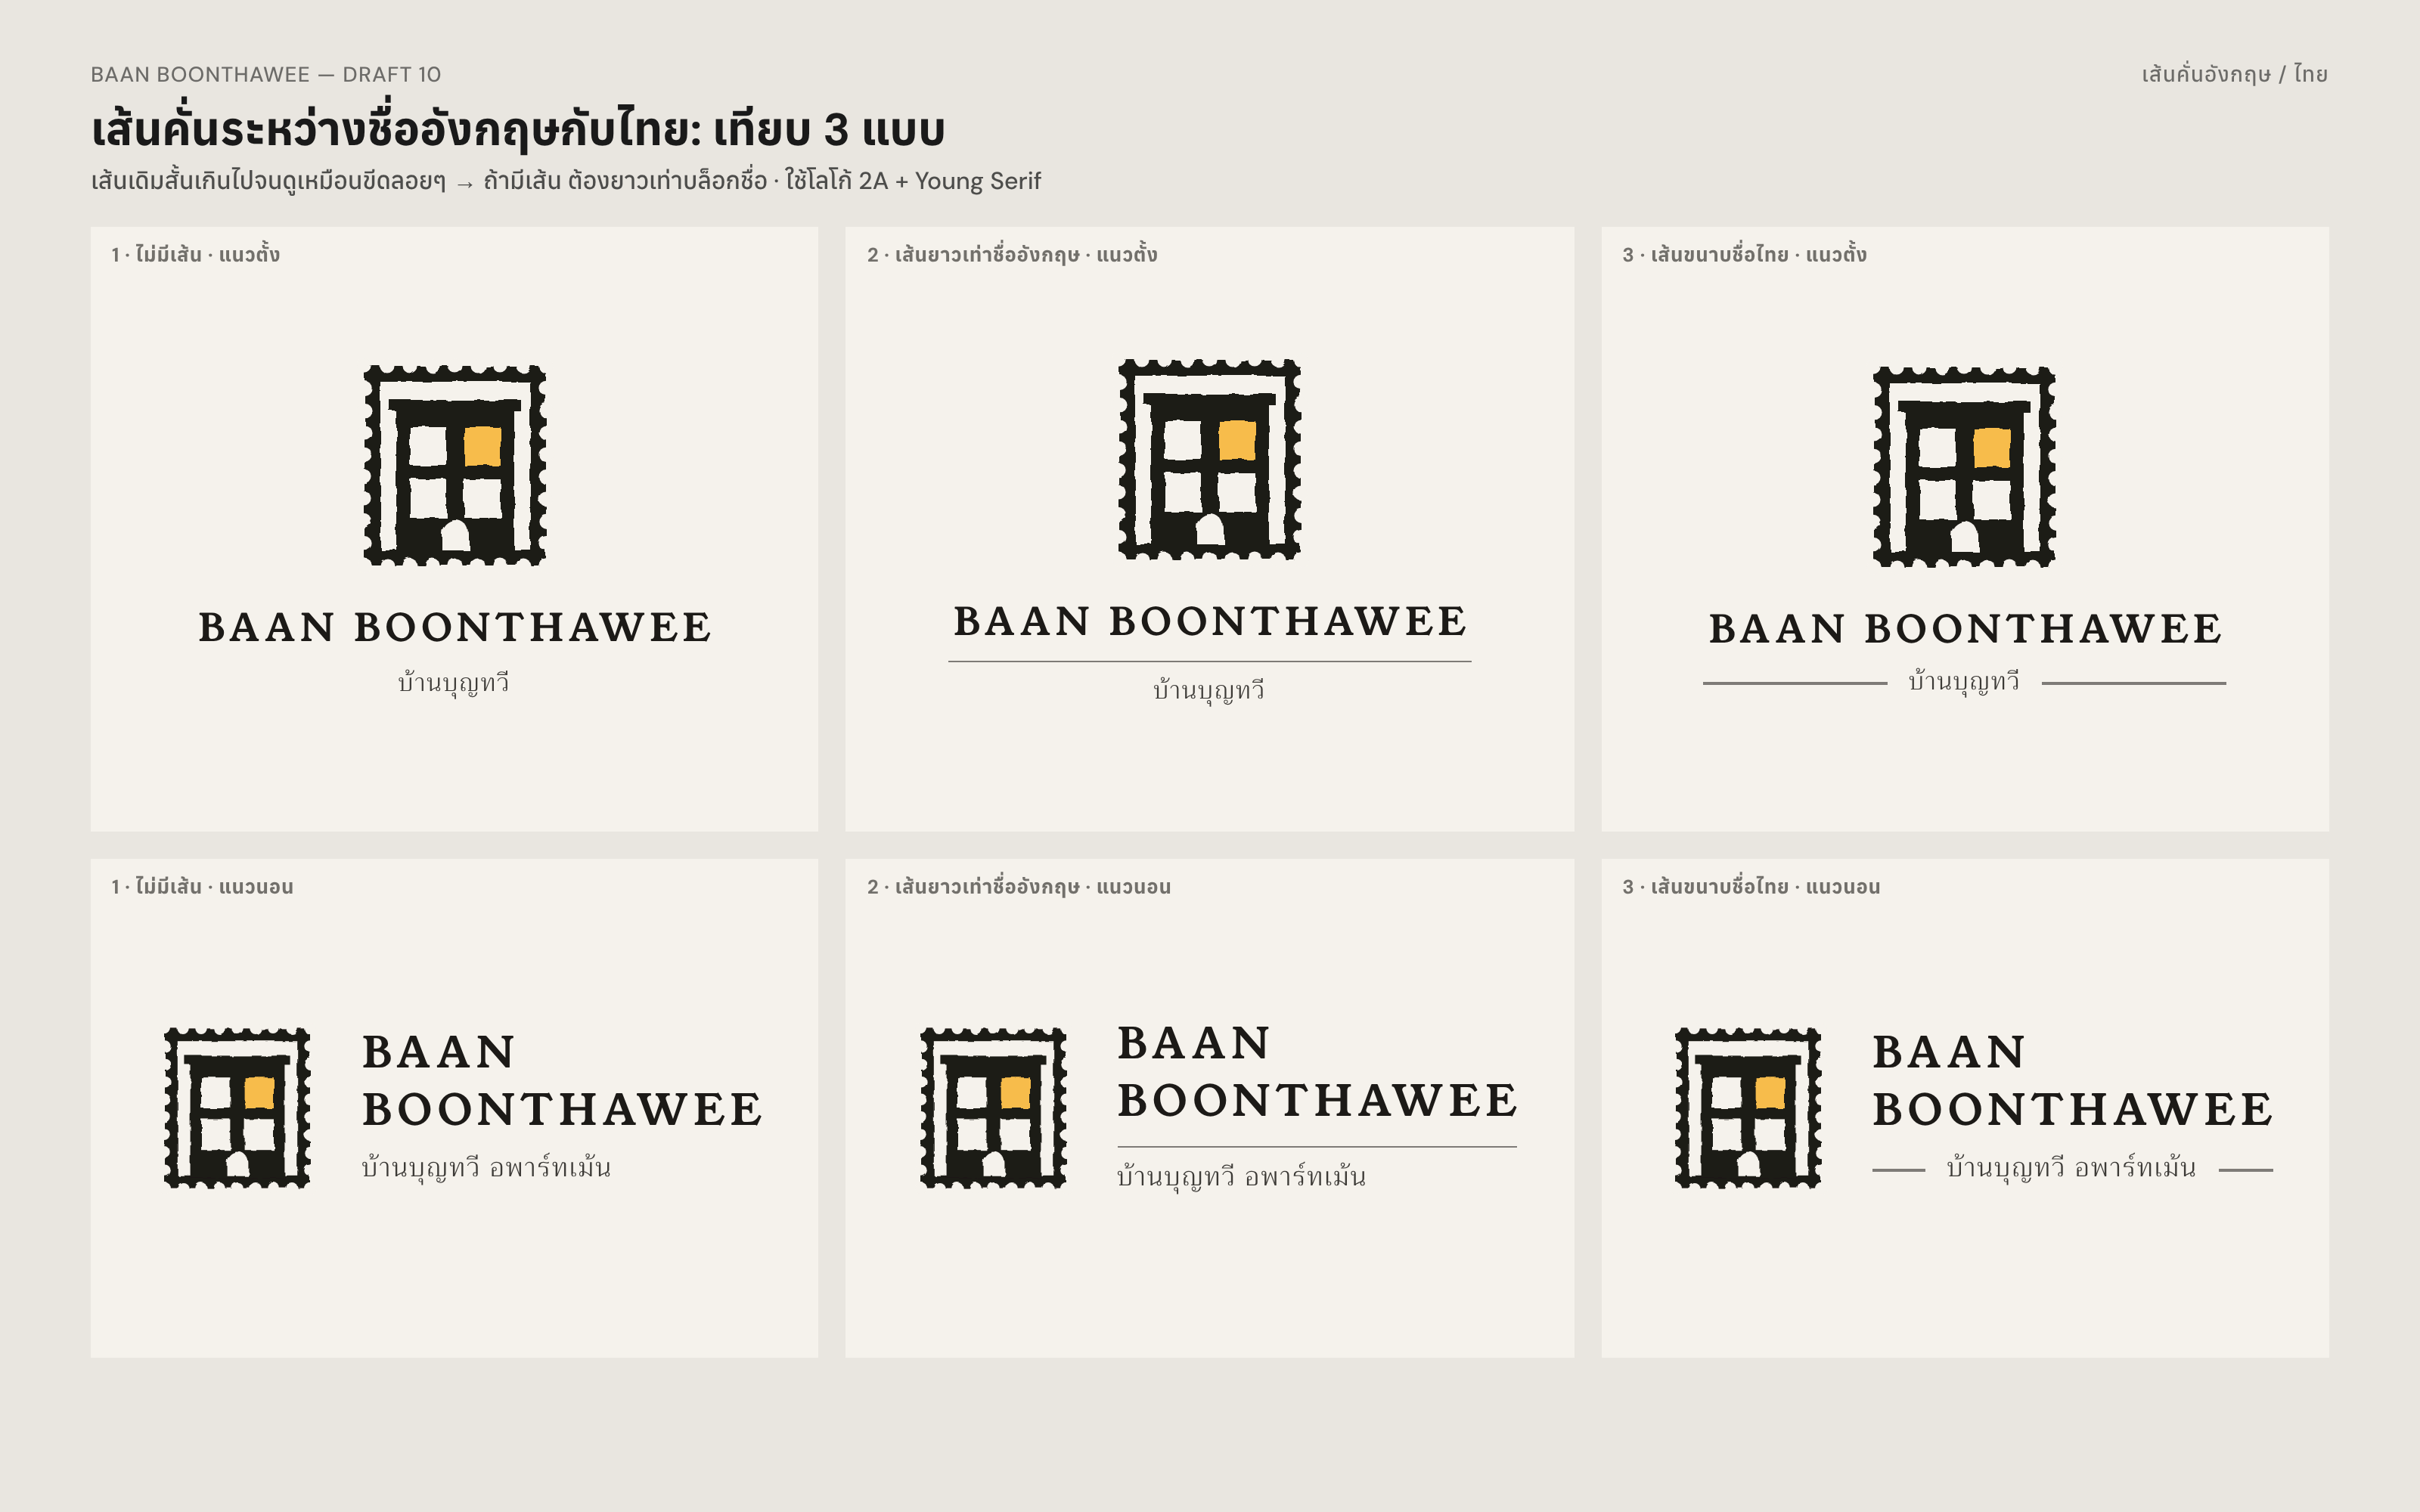 BAAN BOONTHAWEE — DRAFT 10
เส้นคั่นอังกฤษ / ไทย
เส้นคั่นระหว่างชื่ออังกฤษกับไทย: เทียบ 3 แบบ
เส้นเดิมสั้นเกินไปจนดูเหมือนขีดลอยๆ → ถ้ามีเส้น ต้องยาวเท่าบล็อกชื่อ · ใช้โลโก้ 2A + Young Serif
1 · ไม่มีเส้น · แนวตั้ง
BAAN BOONTHAWEE
บ้านบุญทวี
2 · เส้นยาวเท่าชื่ออังกฤษ · แนวตั้ง
BAAN BOONTHAWEE
บ้านบุญทวี
3 · เส้นขนาบชื่อไทย · แนวตั้ง
BAAN BOONTHAWEE
บ้านบุญทวี
1 · ไม่มีเส้น · แนวนอน
BAAN
BOONTHAWEE
บ้านบุญทวี อพาร์ทเม้น
2 · เส้นยาวเท่าชื่ออังกฤษ · แนวนอน
BAAN
BOONTHAWEE
บ้านบุญทวี อพาร์ทเม้น
3 · เส้นขนาบชื่อไทย · แนวนอน
BAAN
BOONTHAWEE
บ้านบุญทวี อพาร์ทเม้น